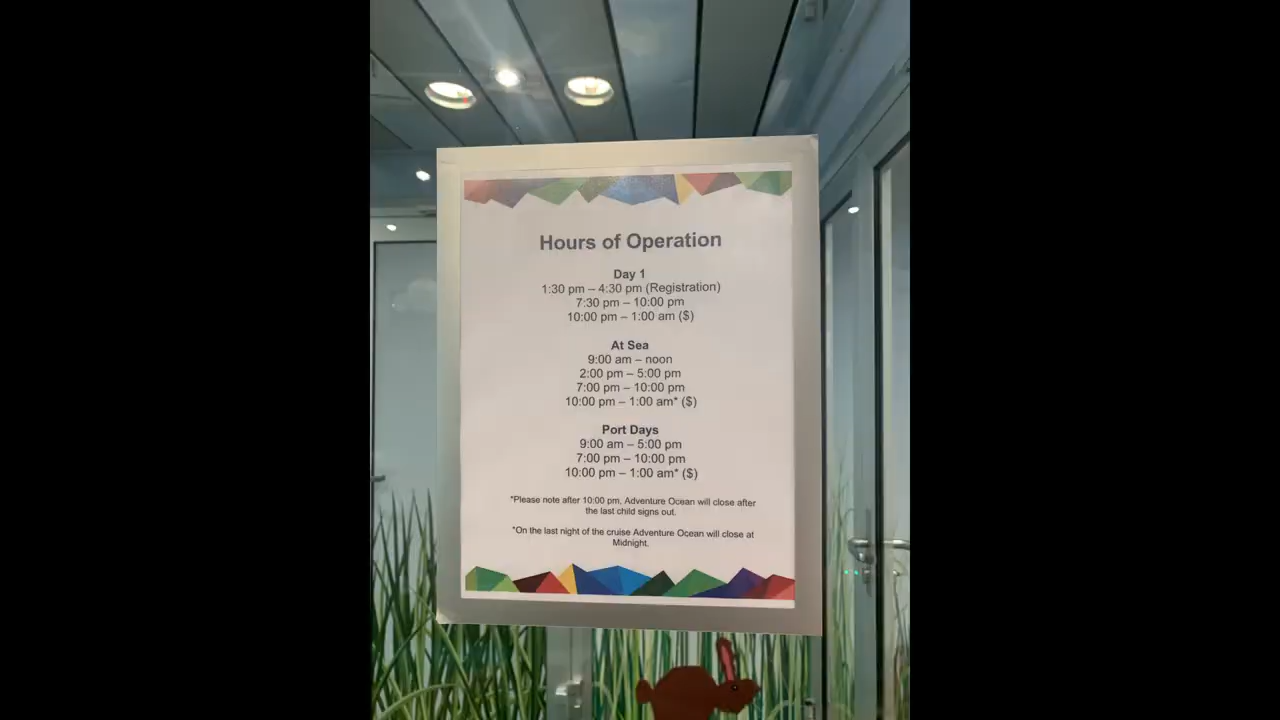 Hours of Operation
Day 1
1:30 pm – 4:30 pm (Registration)
7:30 pm – 10:00 pm
10:00 pm – 1:00 am ($)
At Sea
9:00 am – noon
2:00 pm – 5:00 pm
7:00 pm – 10:00 pm
10:00 pm – 1:00 am* ($)
Port Days
9:00 am – 5:00 pm
7:00 pm – 10:00 pm
10:00 pm – 1:00 am* ($)
*Please note after 10:00 pm, Adventure Ocean will close after
the last child signs out.
*On the last night of the cruise Adventure Ocean will close at
Midnight.